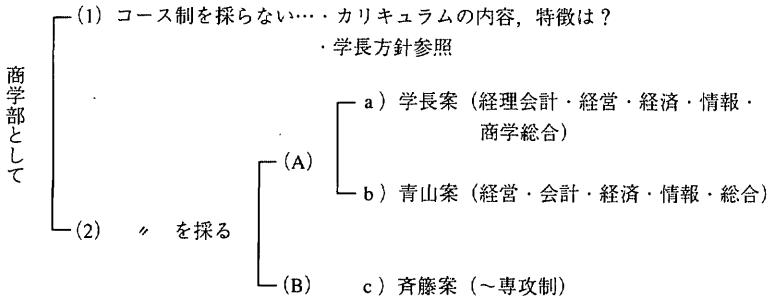 商学部として
(1) コース制を採らない…・カリキュラムの内容，特徴は？
・学長方針参照
(2) 〃 を採る
(A)
a）学長案（経理会計・経営・経済・情報・
商学総合）
b）青山案（経営・会計・経済・情報・総合）
(B) c）斉籐案（～専攻制）